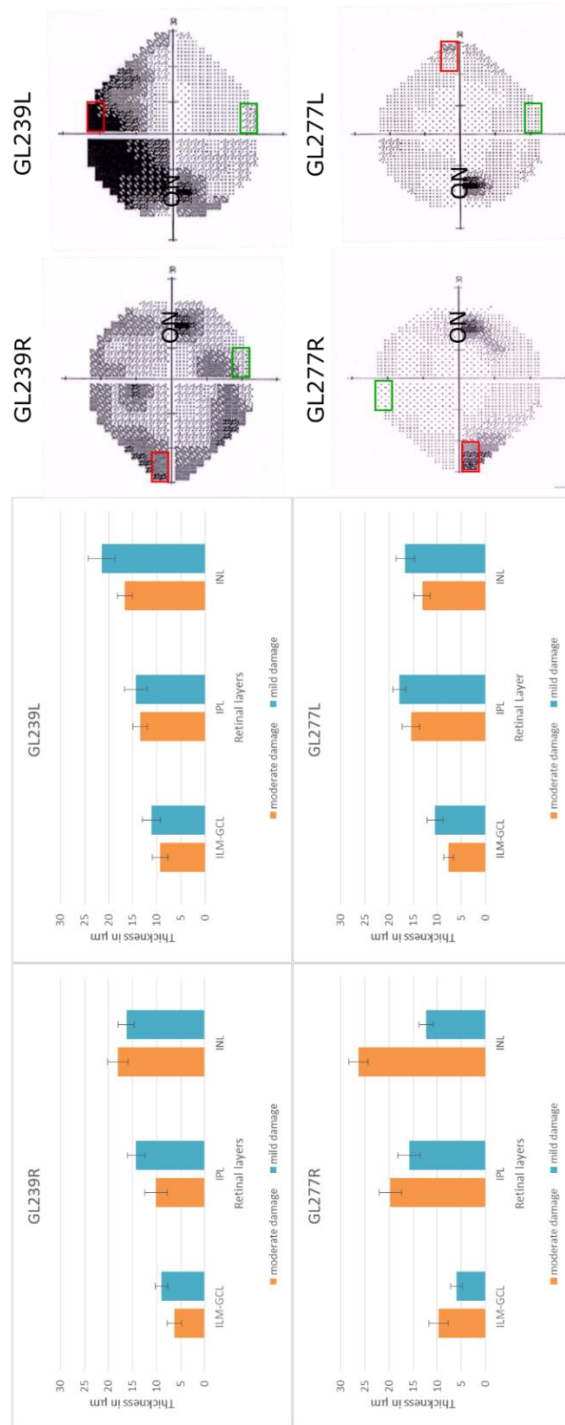 GL239R
Thickness in µm
30
25
20
15
10
5
0
ILM-GCL
IPL
INL
Retinal layers
moderate damage
mild damage
GL239L
Thickness in µm
30
25
20
15
10
5
0
ILM-GCL
IPL
INL
Retinal layers
moderate damage
mild damage
GL239R
ON
30
GL239L
ON
30
GL277R
Thickness in µm
30
25
20
15
10
5
0
ILM-GCL
IPL
INL
Retinal layers
moderate damage
mild damage
GL277L
Thickness in µm
30
25
20
15
10
5
0
ILM-GCL
IPL
INL
Retinal Layer
moderate damage
mild damage
GL277R
ON
30
GL277L
ON
30